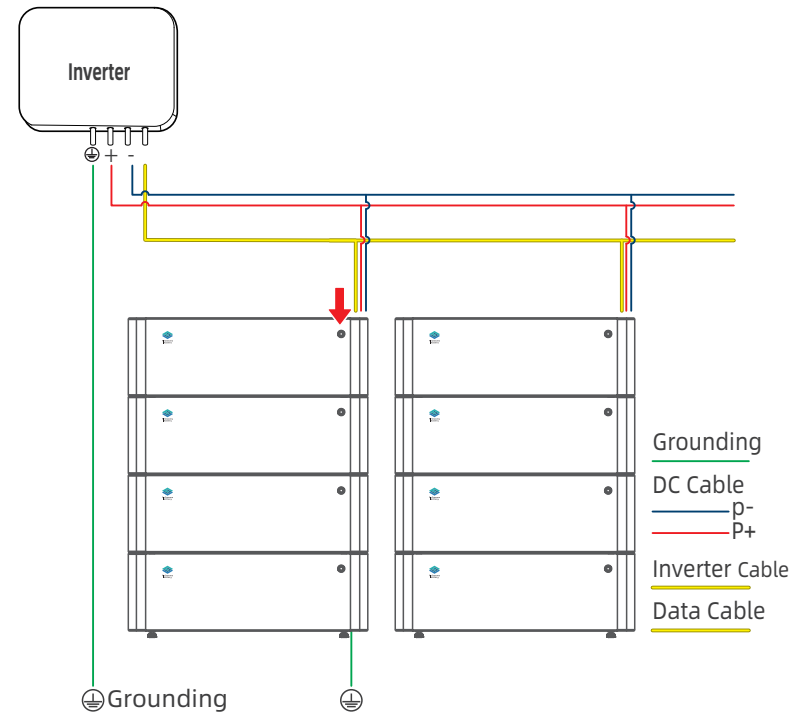 Inverter
+ -
Grounding
DC Cable
p-
P+
Inverter Cable
Data Cable
Grounding